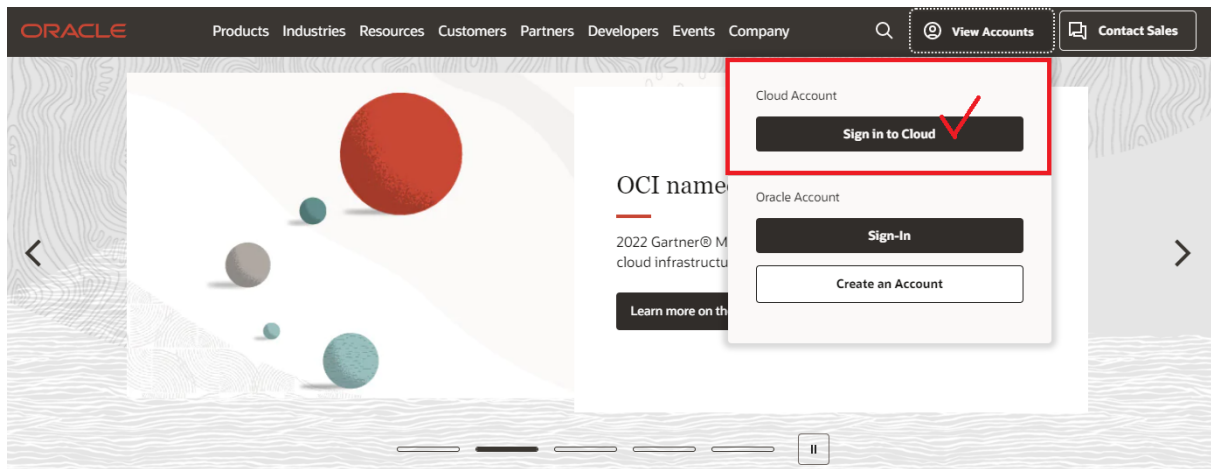 ORACLE Products Industries Resources Customers Partners Developers Events Company View Accounts Contact Sales
Cloud Account
Sign in to Cloud
OCI name
Oracle Account
2022 Gartner® M
Sign-In
cloud infrastructu
Create an Account
Learn more on th